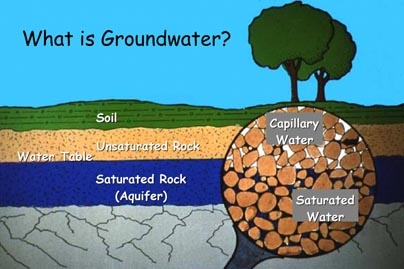 What is Groundwater?
Soil
Capillary
Water
Unsaturated Rock
Water Table
Saturated Rock
(Aquifer)
Saturated
Water